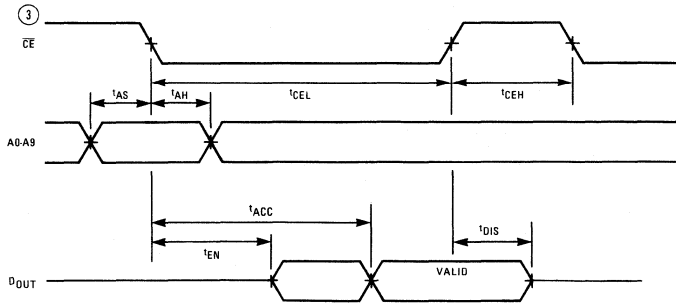 3
CE
tAS
tAH
tCEL
tCEH
A0-A9
tACC
tEN
tDIS
DOUT
VALID